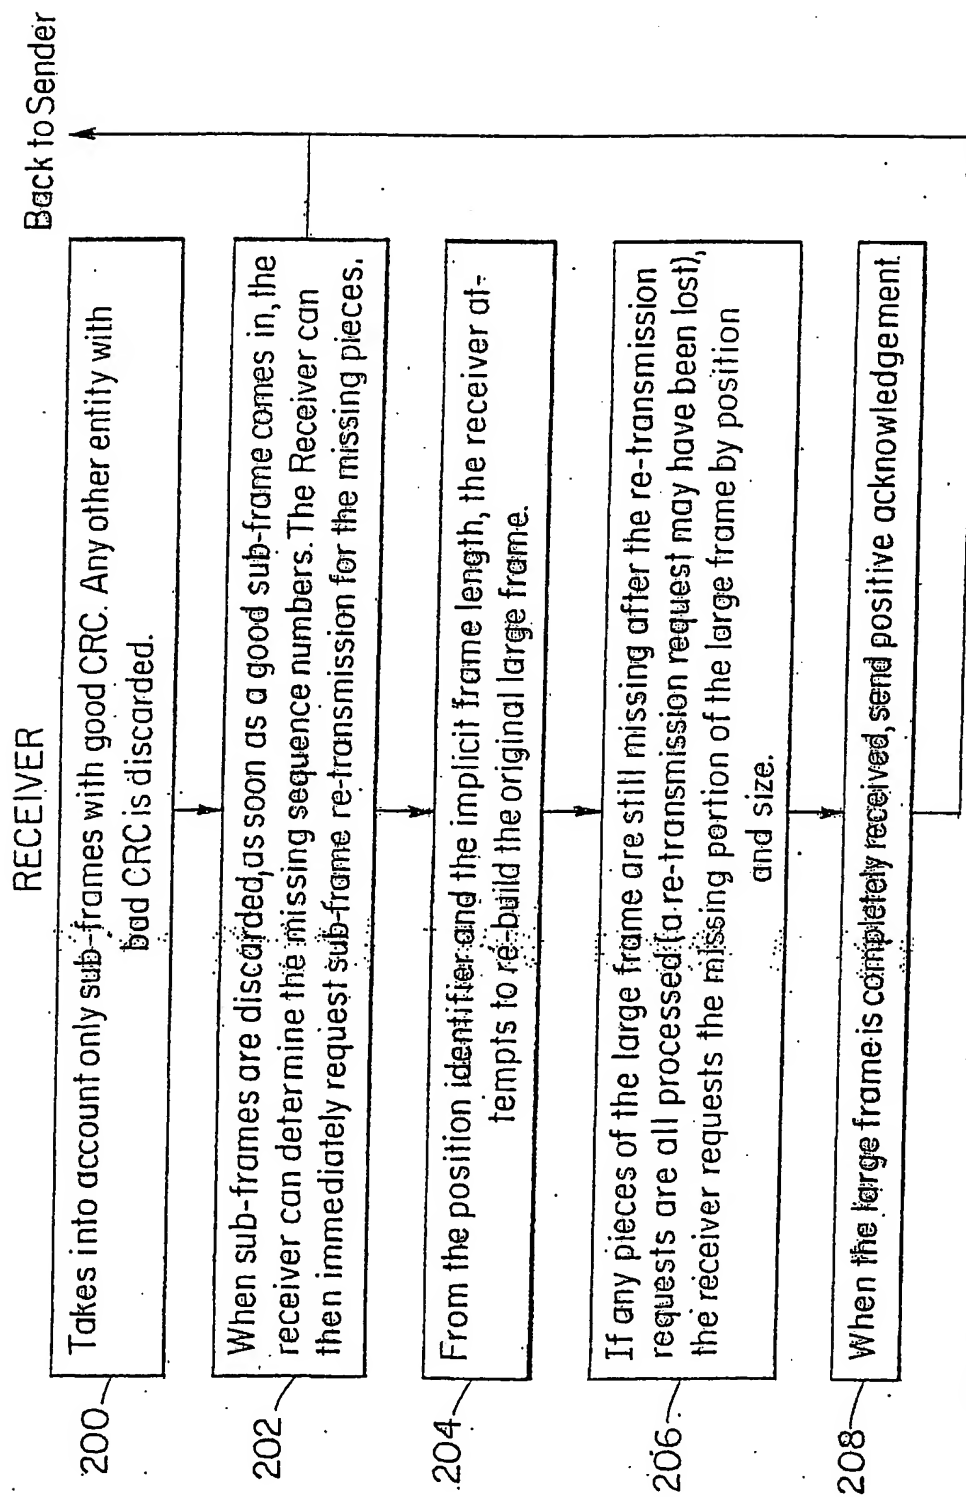 RECEIVER
Back to Sender
200
Takes into account only sub-frames with good CRC. Any other entity with
bad CRC is discarded.
202
When sub-frames are discarded, as soon as a good sub-frame comes in, the
receiver can determine the missing sequence numbers. The Receiver can
then immediately request sub-frame re-transmission for the missing pieces.
204
From the position identifier and the implicit frame length, the receiver at-
tempts to re-build the original large frame.
206
If any pieces of the large frame are still missing after the re-transmission
requests are all processed (a re-transmission request may have been lost),
the receiver requests the missing portion of the large frame by position
and size.
208
When the large frame is completely received, send positive acknowledgement.